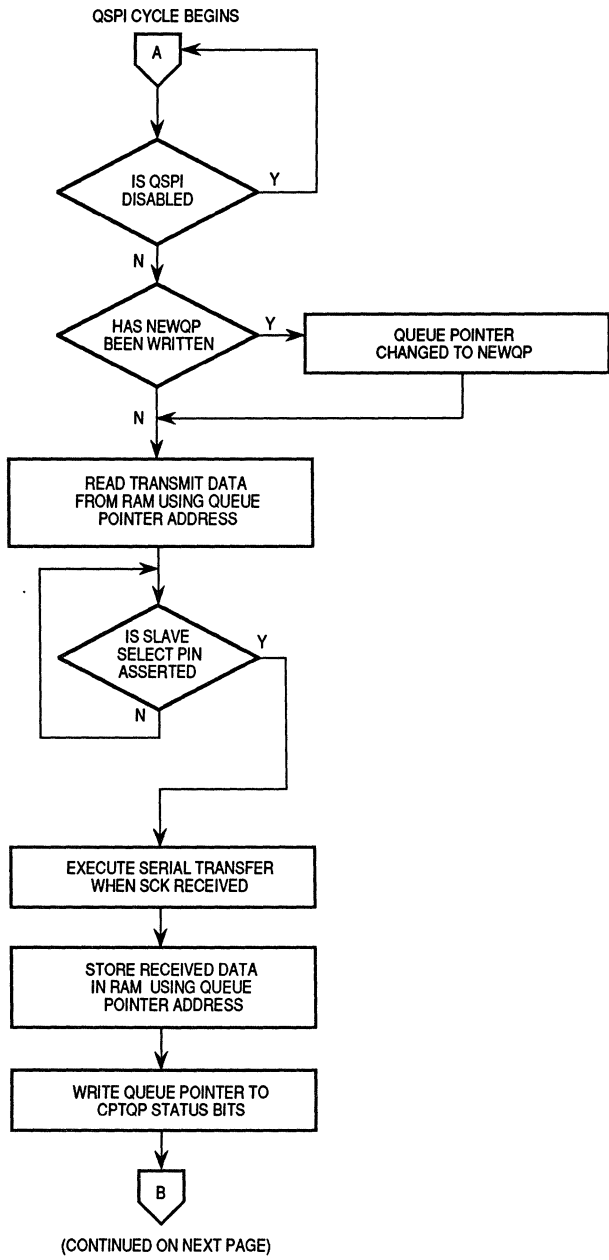 QSPI CYCLE BEGINS
A
IS QSPI
DISABLED
Y
N
HAS NEWQP
BEEN WRITTEN
Y
QUEUE POINTER
CHANGED TO NEWQP
N
READ TRANSMIT DATA
FROM RAM USING QUEUE
POINTER ADDRESS
IS SLAVE
SELECT PIN
ASSERTED
Y
N
EXECUTE SERIAL TRANSFER
WHEN SCK RECEIVED
STORE RECEIVED DATA
IN RAM USING QUEUE
POINTER ADDRESS
WRITE QUEUE POINTER TO
CPTQP STATUS BITS
B
(CONTINUED ON NEXT PAGE)